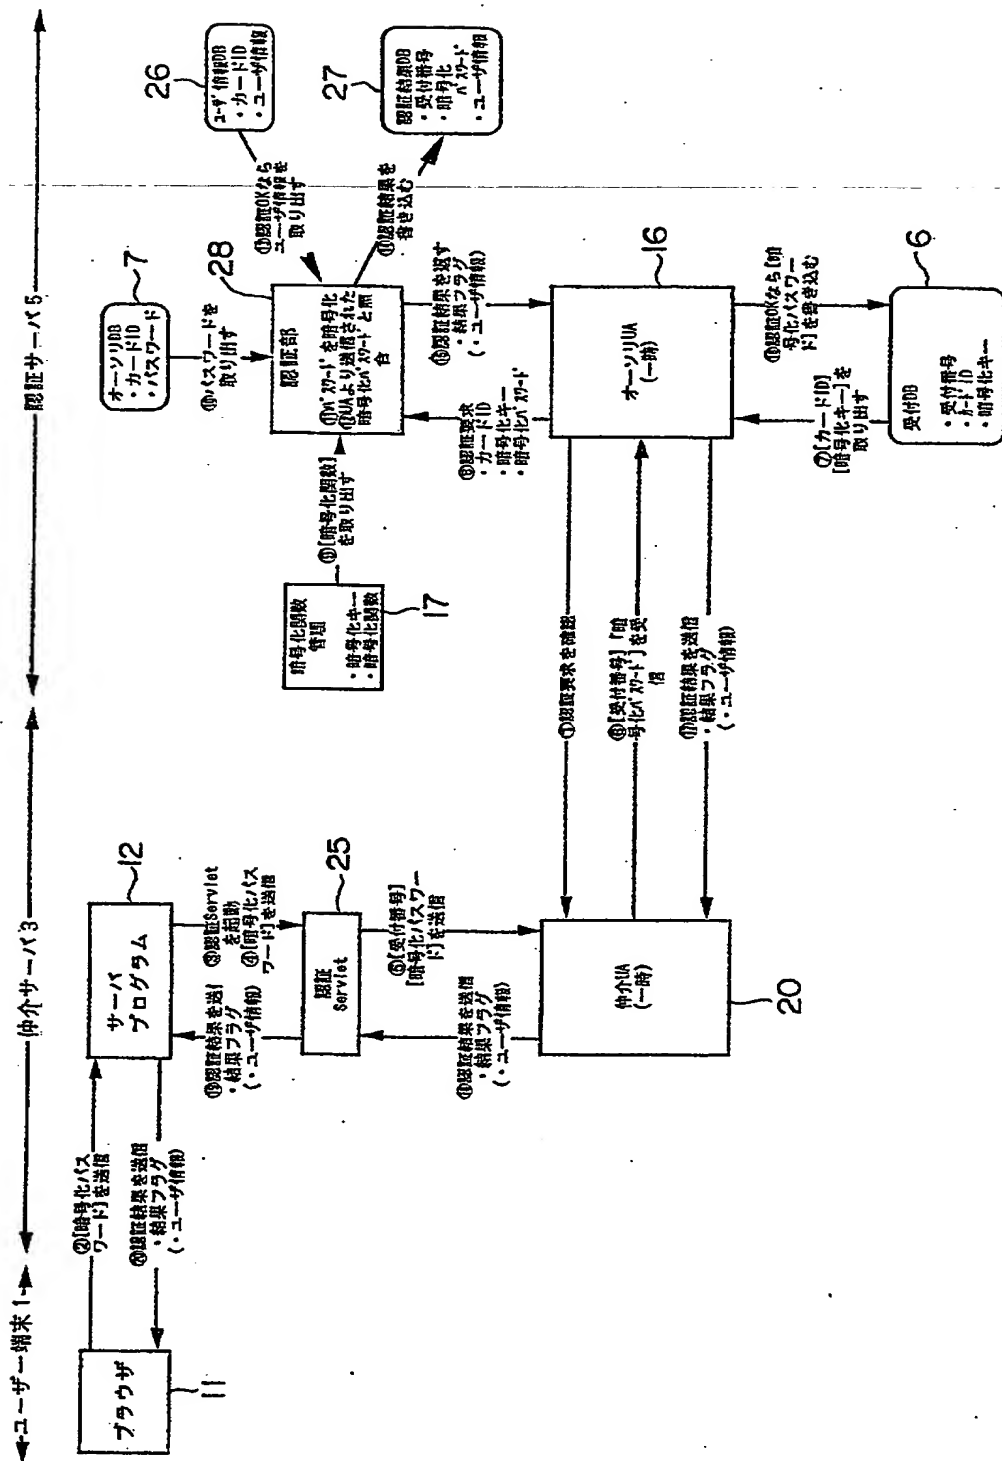 ユーザー端末1
仲介サーバ3
認証サーバ5
ブラウザ
11
②[暗号化パス
ワード]を送信
⑳認証結果を送信
・結果フラグ
(・ユーザ情報)
サーバ
プログラム
12
③認証Servlet
を起動
④[暗号化パス
ワード]を送信
⑲認証結果を送信
・結果フラグ
(・ユーザ情報)
認証
Servlet
25
⑤[受付番号]
[暗号化パスワー
ド]を送信
⑱認証結果を送信
・結果フラグ
(・ユーザ情報)
仲介UA
(一時)
20
①認証要求を確認
⑥[受付番号]「暗
号化パスワード」を受
信
⑰認証結果を送信
・結果フラグ
(・ユーザ情報)
オーソリUA
(一時)
16
⑦[カードID]
[暗号化キー]を
取り出す
⑯認証OKなら[暗
号化パスワー
ド]を書き込む
受付DB
・受付番号
・カードID
・暗号化キー
6
⑧認証要求
・カードID
・暗号化キー
・暗号化パスワード
⑮認証結果を返す
・結果フラグ
(・ユーザ情報)
暗号化関数
管理
・暗号化キー
・暗号化関数
17
⑨[暗号化関数]
を取り出す
認証部
⑪パスワードを暗号化
⑫UAより送信された
暗号化パスワードと照
合
28
オーソリDB
・カードID
・パスワード
7
⑩パスワードを
取り出す
ユーザ情報DB
・カードID
・ユーザ情報
26
⑬認証OKなら
ユーザ情報を
取り出す
⑭認証結果を
書き込む
認証結果DB
・受付番号
・暗号化
パスワード
・ユーザ情報
27